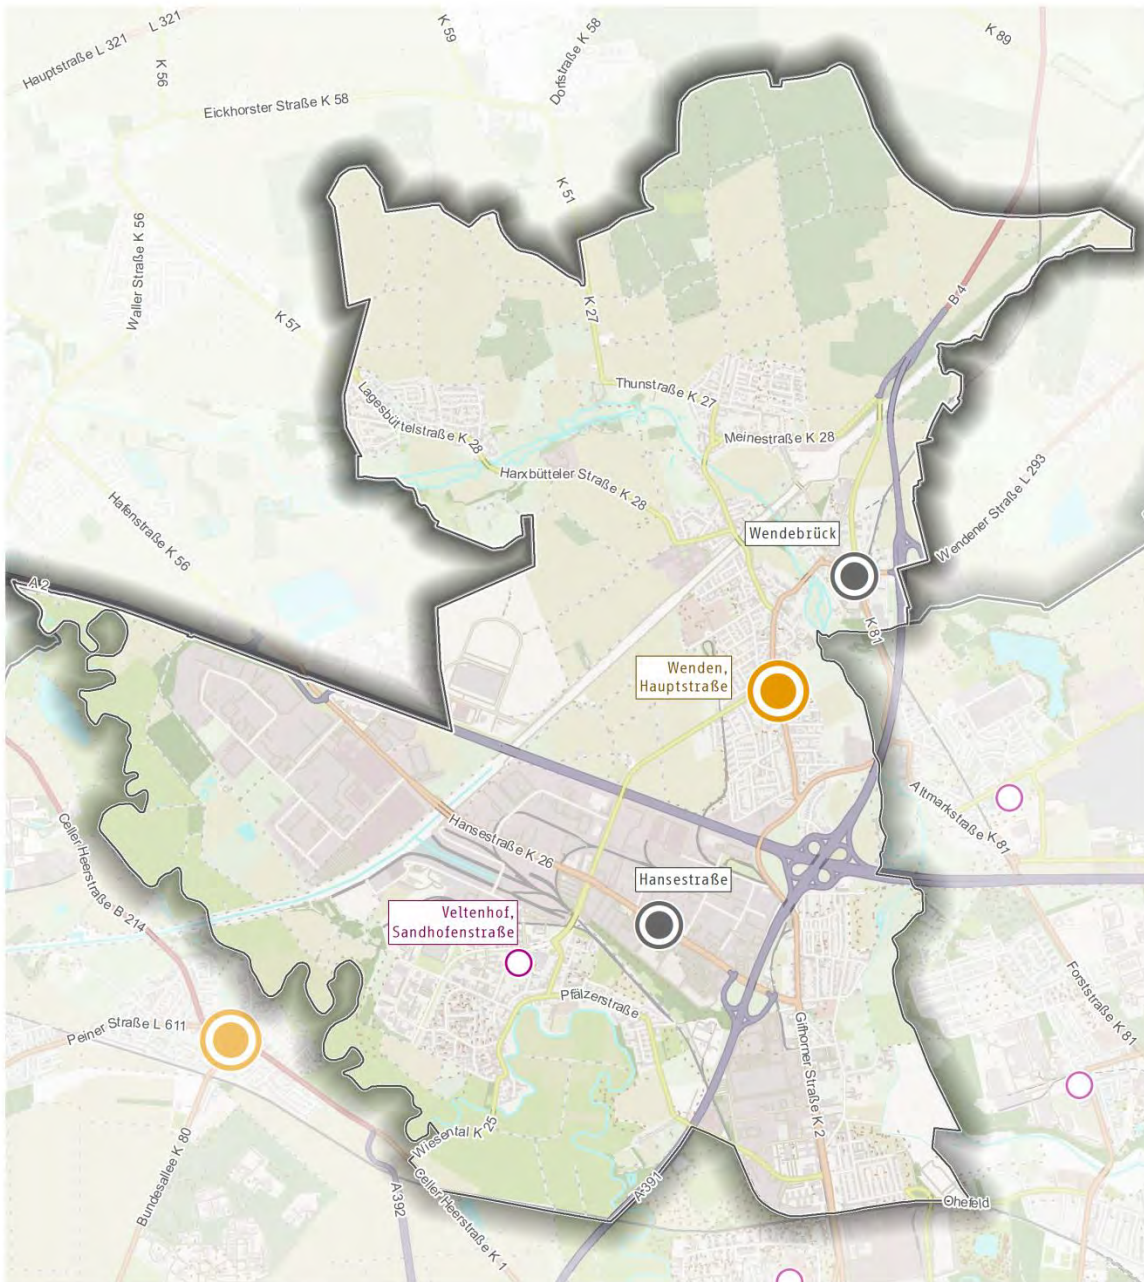 Hauptstraße L 321
L 321
K 56
K 59
Dorfstraße K 58
K 89
Eickhorster Straße K 58
K 51
Waller Straße K 56
K 57
K 27
B 4
Thunstraße K 27
Lagesbüttelstraße K 28
Meinestraße K 28
Harxbütteler Straße K 28
Wendener Straße L 293
Hafenstraße K 56
Wendebrück
A 2
K 81
Wenden,
Hauptstraße
Altmarkstraße K 81
Celler Heerstraße B 214
Hansestraße K 26
Hansestraße
Veltenhof,
Sandhofenstraße
Pfälzerstraße
Forststraße K 81
Peiner Straße L 611
Gifhorner Straße K 2
Wiesental K 25
Bundesallee K 80
A 392
Celler Heerstraße K 1
A 391
Ohefeld